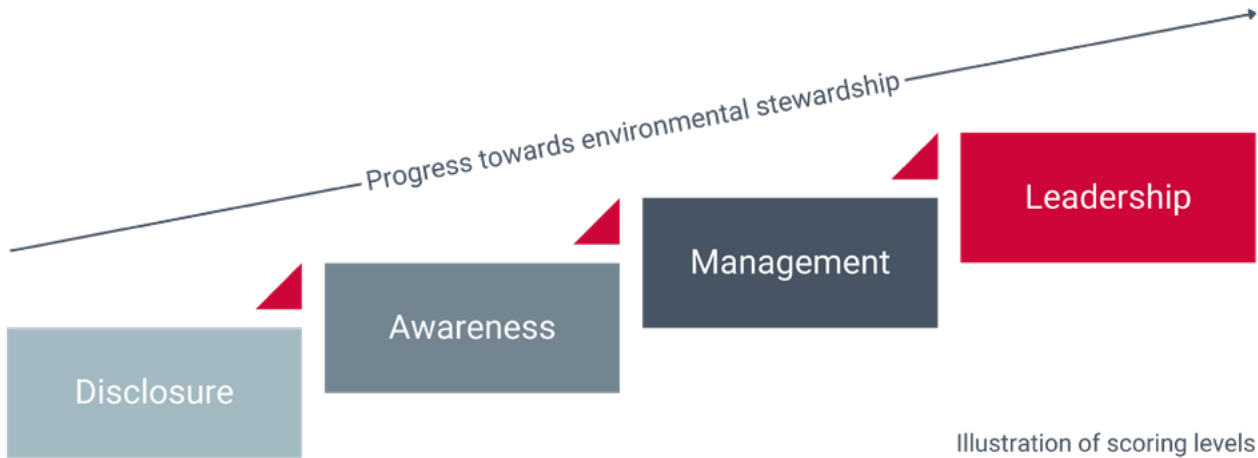 Progress towards environmental stewardship
Leadership
Management
Awareness
Disclosure
Illustration of scoring levels